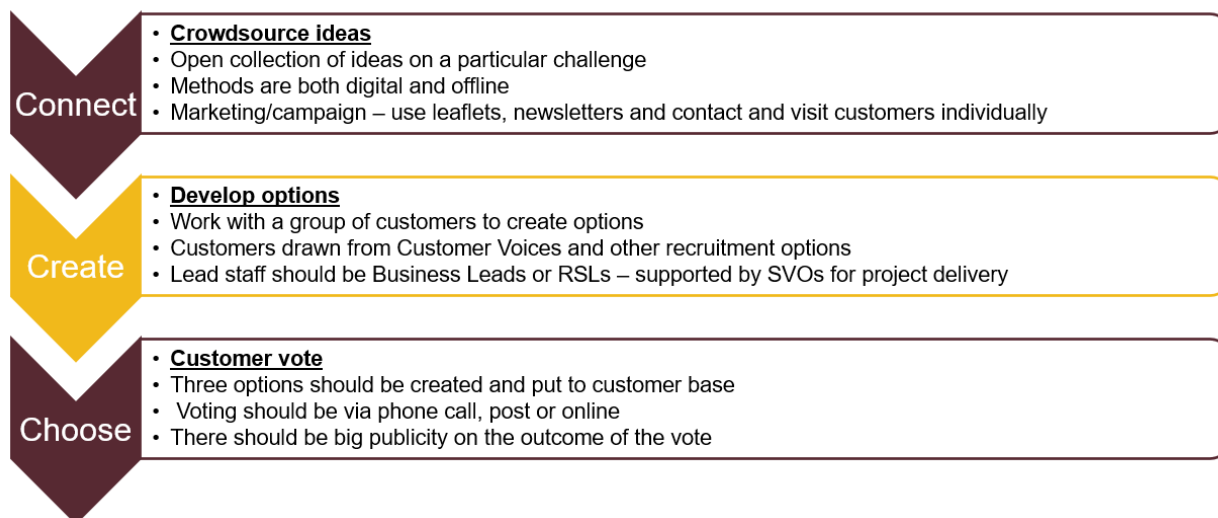 Connect
• Crowdsource ideas
• Open collection of ideas on a particular challenge
• Methods are both digital and offline
• Marketing/campaign – use leaflets, newsletters and contact and visit customers individually
Create
• Develop options
• Work with a group of customers to create options
• Customers drawn from Customer Voices and other recruitment options
• Lead staff should be Business Leads or RSLs – supported by SVOs for project delivery
Choose
• Customer vote
• Three options should be created and put to customer base
• Voting should be via phone call, post or online
• There should be big publicity on the outcome of the vote